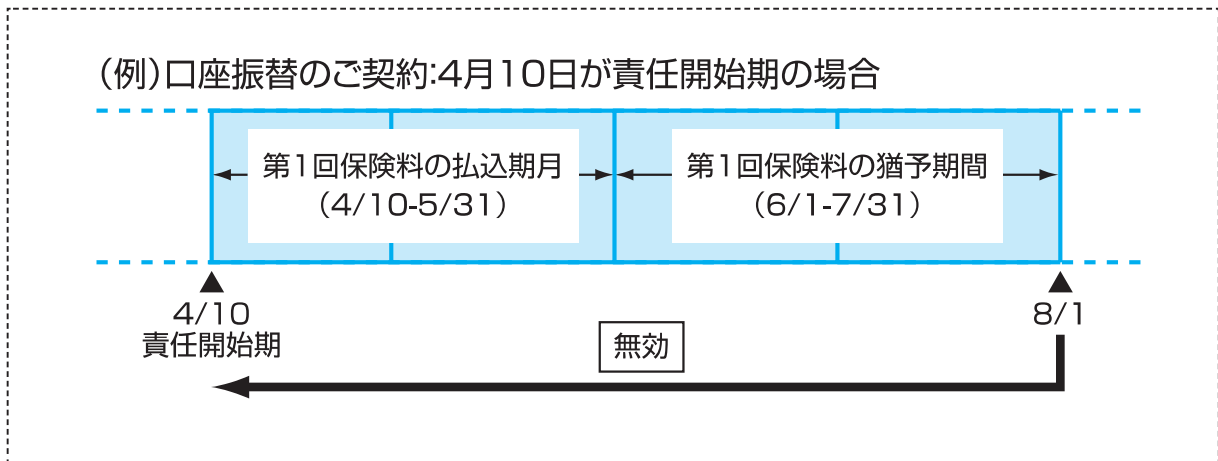 （例）口座振替のご契約：4月10日が責任開始期の場合
第1回保険料の払込期月
（4/10-5/31）
第1回保険料の猶予期間
（6/1-7/31）
4/10
責任開始期
8/1
無効